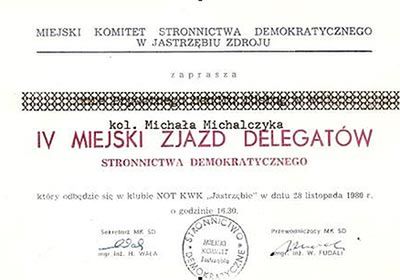 MIEJSKI KOMITET STRONNICTWA DEMOKRATYCZNEGO
W JASTRZĘBIU ZDROJU
zaprasza
kol. Michała Michalczyka
IV MIEJSKI ZJAZD DELEGATÓW
STRONNICTWA DEMOKRATYCZNEGO
który odbędzie się w klubie NOT KWK „Jastrzębie" w dniu 28 listopada 1980 r.
o godzinie 16.30.
Sekretarz MK SD
Przewodniczący MK SD
mgr inż. H. WAŁA
mgr inż. W. FUDALI
STRONNICTWO DEMOKRATYCZNE
MIEJSKI
KOMITET